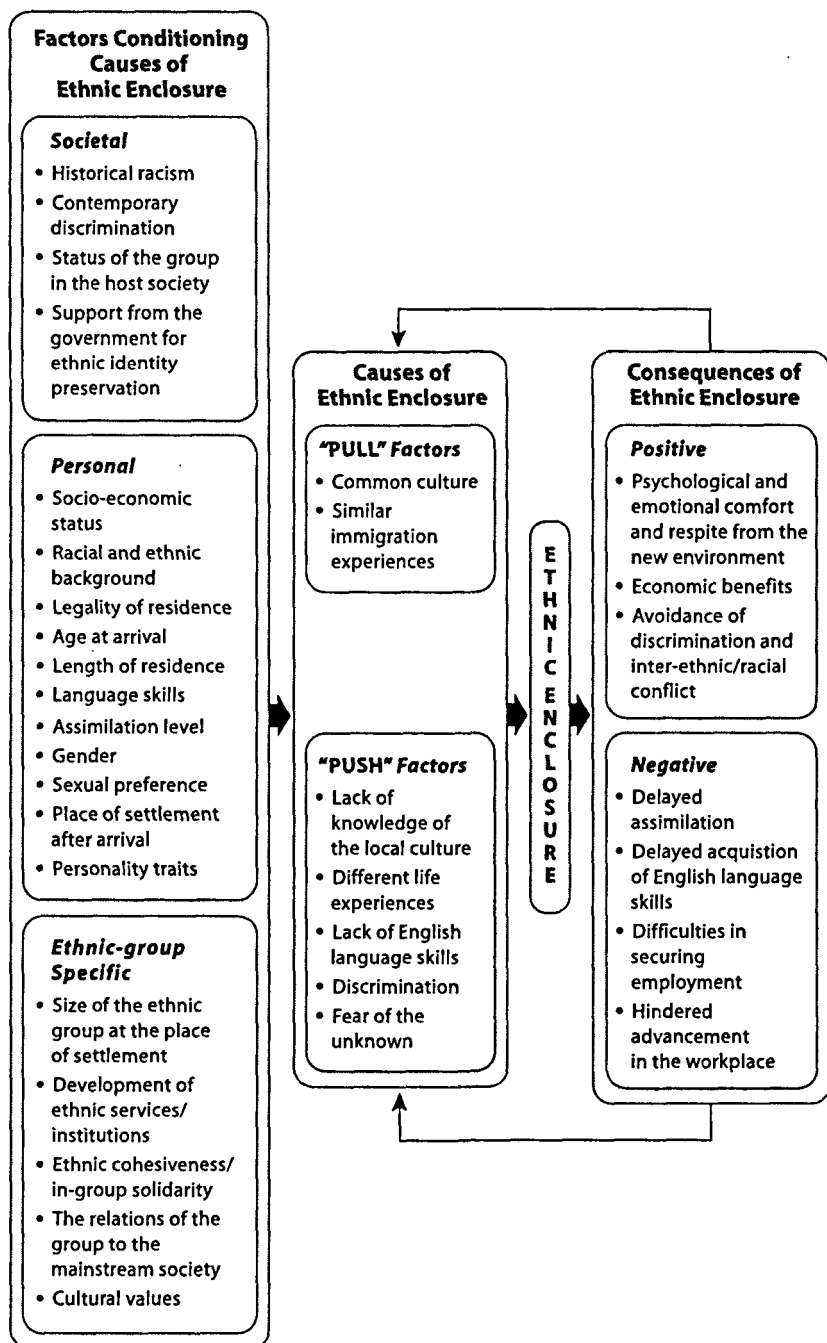 Factors Conditioning
Causes of
Ethnic Enclosure
Societal
• Historical racism
• Contemporary
discrimination
• Status of the group
in the host society
• Support from the
government for
ethnic identity
preservation
Personal
• Socio-economic
status
• Racial and ethnic
background
• Legality of residence
• Age at arrival
• Length of residence
• Language skills
• Assimilation level
• Gender
• Sexual preference
• Place of settlement
after arrival
• Personality traits
Ethnic-group
Specific
• Size of the ethnic
group at the place
of settlement
• Development of
ethnic services/
institutions
• Ethnic cohesiveness/
in-group solidarity
• The relations of the
group to the
mainstream society
• Cultural values
Causes of
Ethnic Enclosure
"PULL" Factors
• Common culture
• Similar
immigration
experiences
"PUSH" Factors
• Lack of
knowledge of
the local culture
• Different life
experiences
• Lack of English
language skills
• Discrimination
• Fear of the
unknown
ETHNIC ENCLOSURE
Consequences of
Ethnic Enclosure
Positive
• Psychological and
emotional comfort
and respite from the
new environment
• Economic benefits
• Avoidance of
discrimination and
inter-ethnic/racial
conflict
Negative
• Delayed
assimilation
• Delayed acquistion
of English language
skills
• Difficulties in
securing
employment
• Hindered
advancement
in the workplace